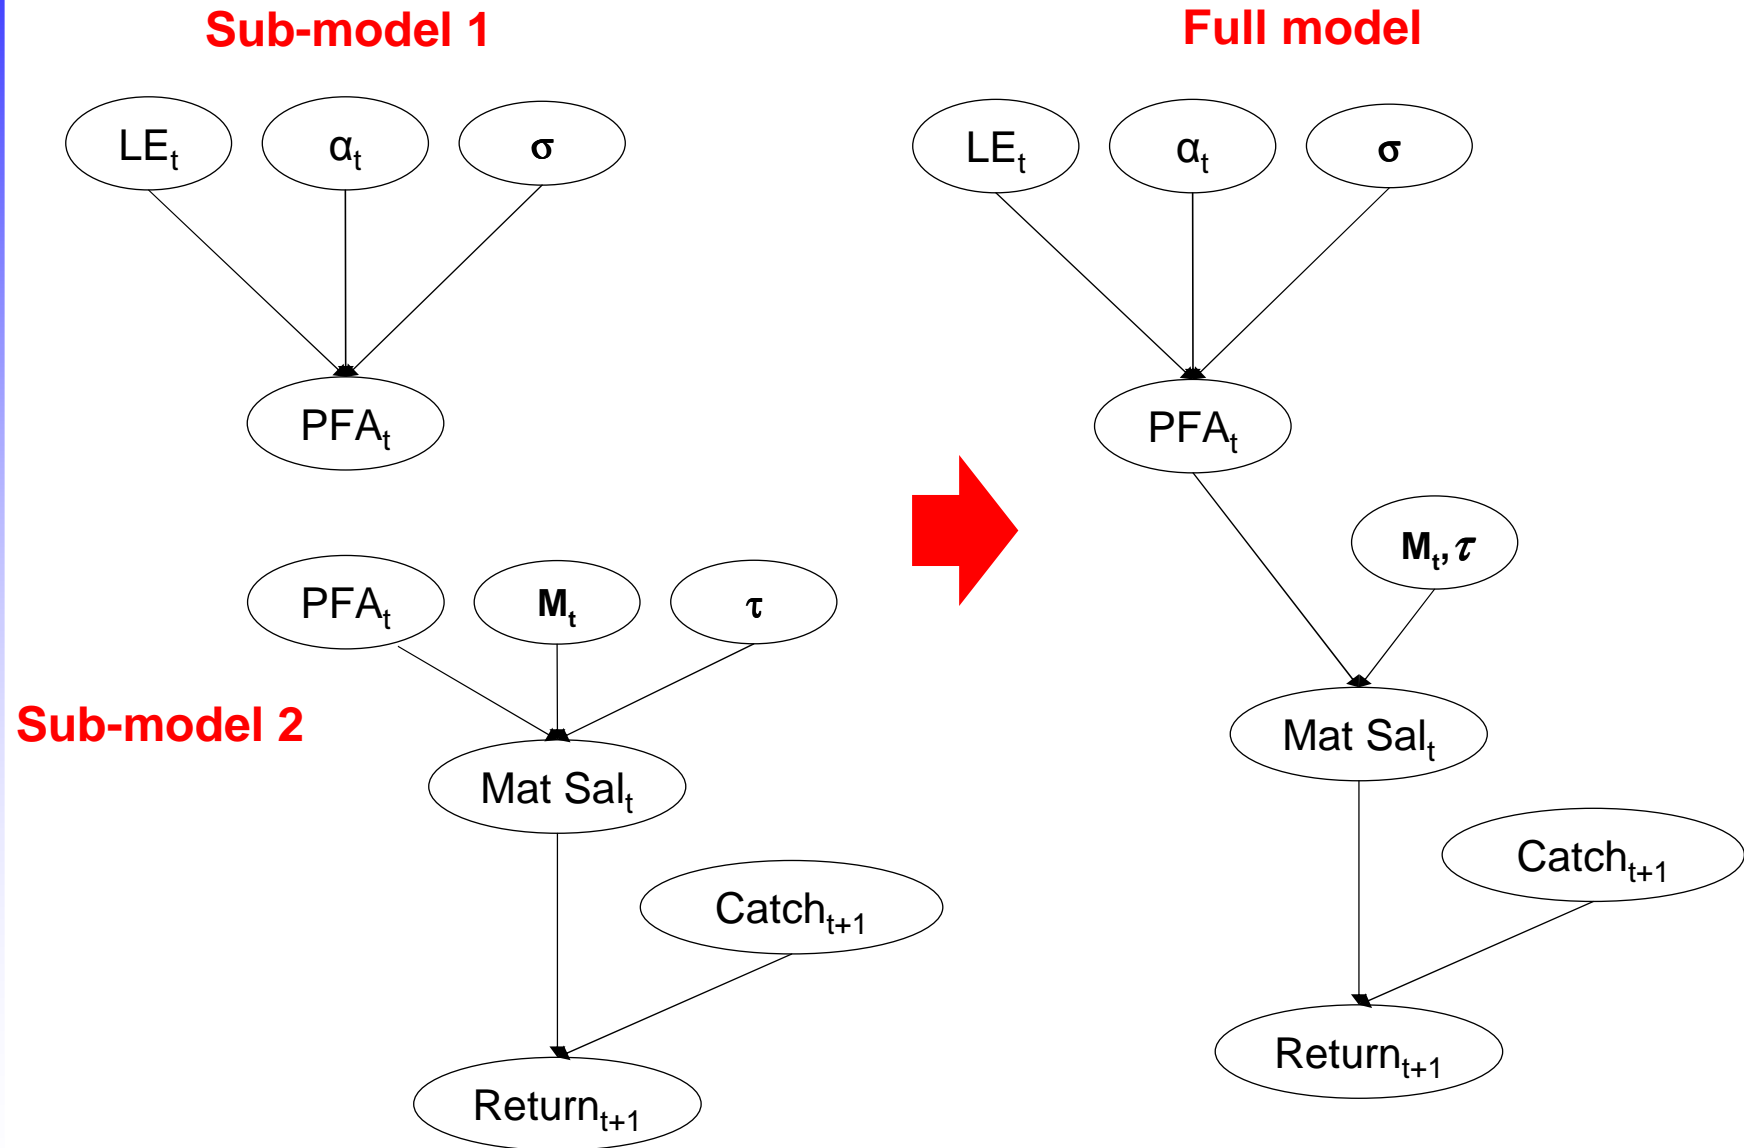 Sub-model 1
LEt
αt
σ
PFAt
PFAt
Mt
τ
Sub-model 2
Mat Salt
Catcht+1
Returnt+1
Full model
LEt
αt
σ
PFAt
Mt, τ
Mat Salt
Catcht+1
Returnt+1